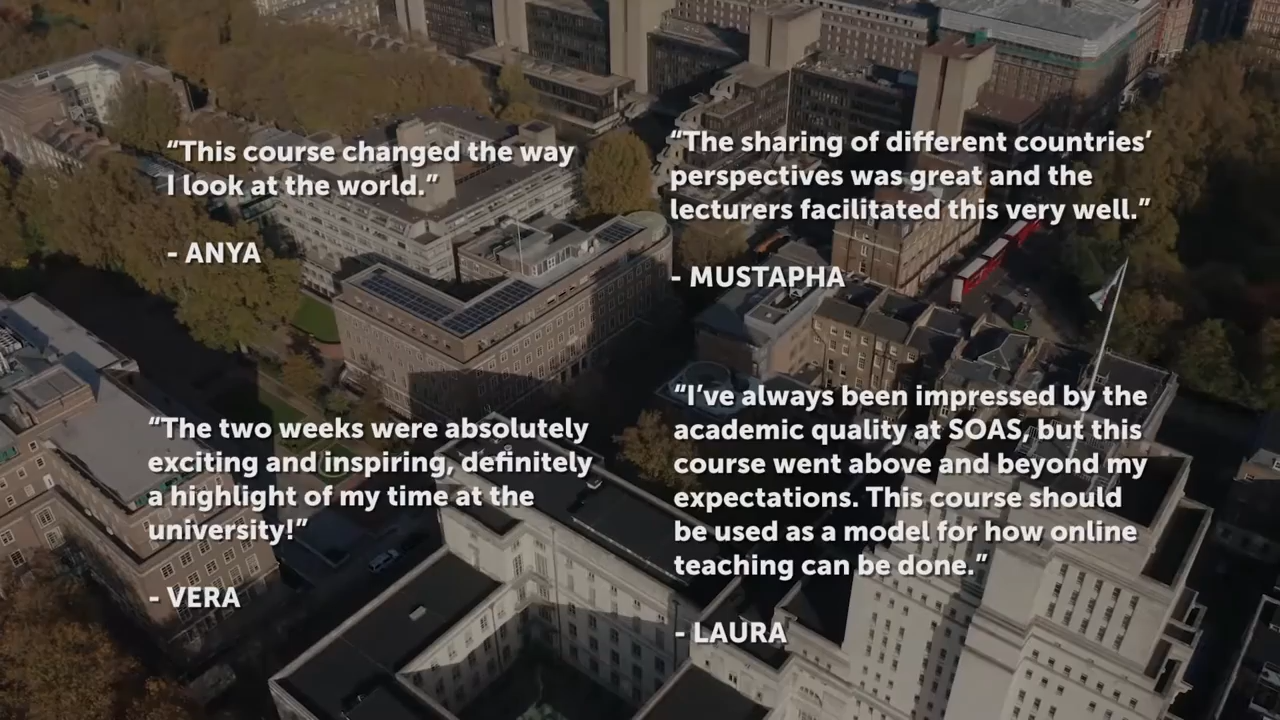 “This course changed the way
I look at the world.”
- ANYA
“The sharing of different countries’
perspectives was great and the
lecturers facilitated this very well.”
- MUSTAPHA
“The two weeks were absolutely
exciting and inspiring, definitely
a highlight of my time at the
university!”
- VERA
“I’ve always been impressed by the
academic quality at SOAS, but this
course went above and beyond my
expectations. This course should
be used as a model for how online
teaching can be done.”
- LAURA